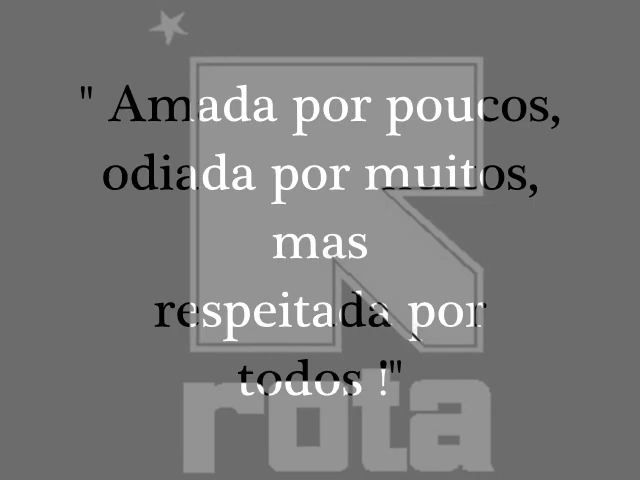 " Amada por poucos,
odiada por muitos,
mas
respeitada por
todos !"
rota